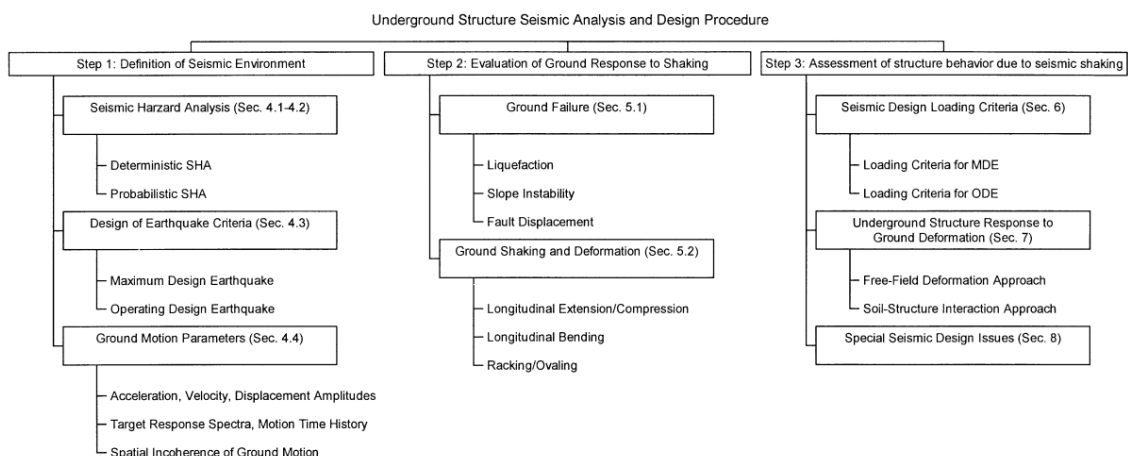 Underground Structure Seismic Analysis and Design Procedure
Step 1: Definition of Seismic Environment
Seismic Harzard Analysis (Sec. 4.1-4.2)
Deterministic SHA
Probabilistic SHA
Design of Earthquake Criteria (Sec. 4.3)
Maximum Design Earthquake
Operating Design Earthquake
Ground Motion Parameters (Sec. 4.4)
Acceleration, Velocity, Displacement Amplitudes
Target Response Spectra, Motion Time History
Spatial Incoherence of Ground Motion
Step 2: Evaluation of Ground Response to Shaking
Ground Failure (Sec. 5.1)
Liquefaction
Slope Instability
Fault Displacement
Ground Shaking and Deformation (Sec. 5.2)
Longitudinal Extension/Compression
Longitudinal Bending
Racking/Ovaling
Step 3: Assessment of structure behavior due to seismic shaking
Seismic Design Loading Criteria (Sec. 6)
Loading Criteria for MDE
Loading Criteria for ODE
Underground Structure Response to
Ground Deformation (Sec. 7)
Free-Field Deformation Approach
Soil-Structure Interaction Approach
Special Seismic Design Issues (Sec. 8)